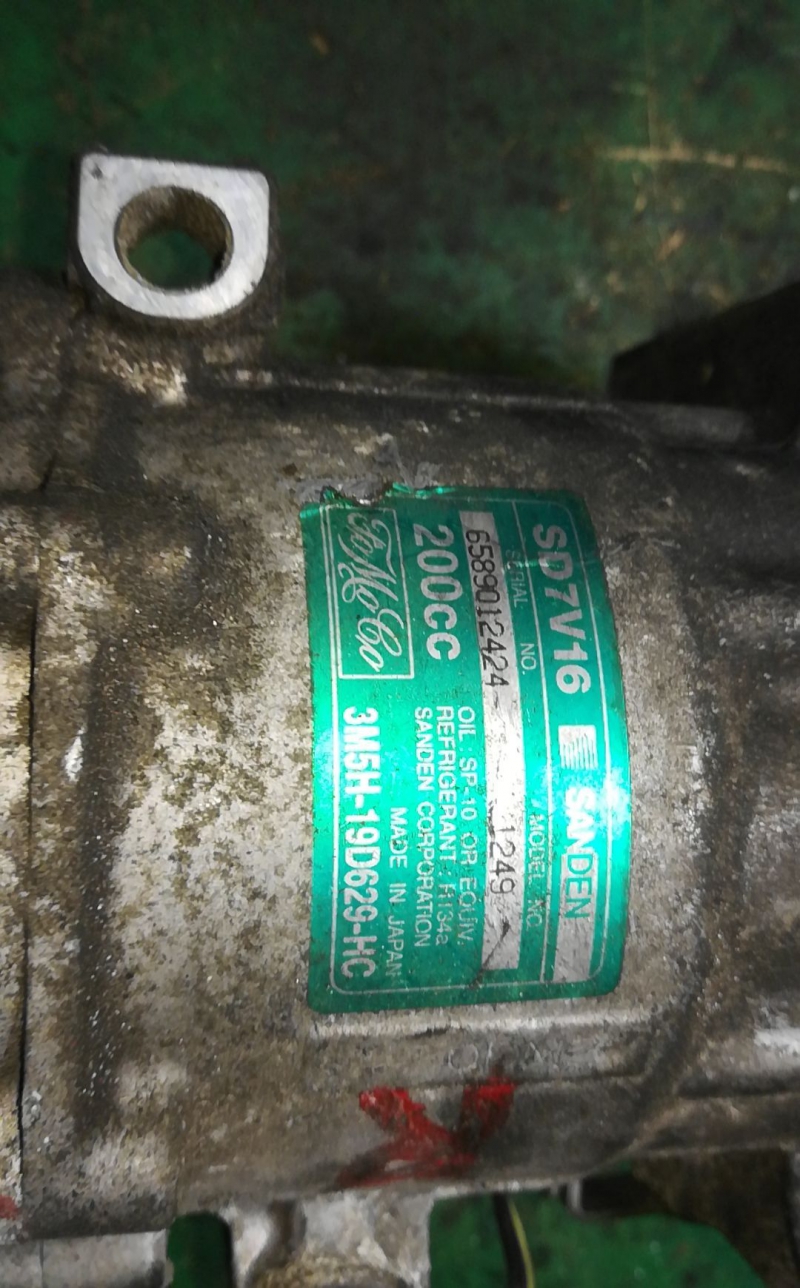 SD7V16 SANDEN
SERIAL NO. MODEL NO.
6589012424 1249
200CC
OIL : SP-10 OR EQUIV.
REFRIGERANT : R134a
SANDEN CORPORATION
MADE IN JAPAN
FoMoCo 3M5H-19D629-HC